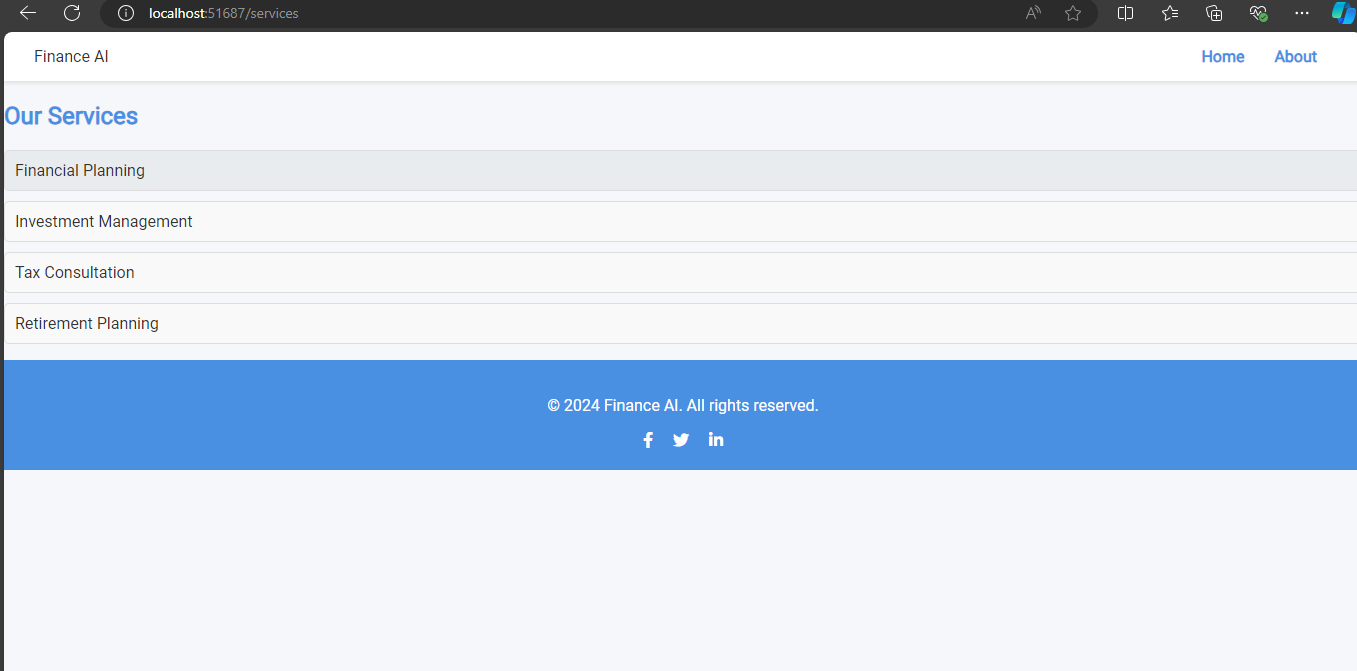 localhost:51687/services
Finance AI
Home About
Our Services
Financial Planning
Investment Management
Tax Consultation
Retirement Planning
© 2024 Finance AI. All rights reserved.